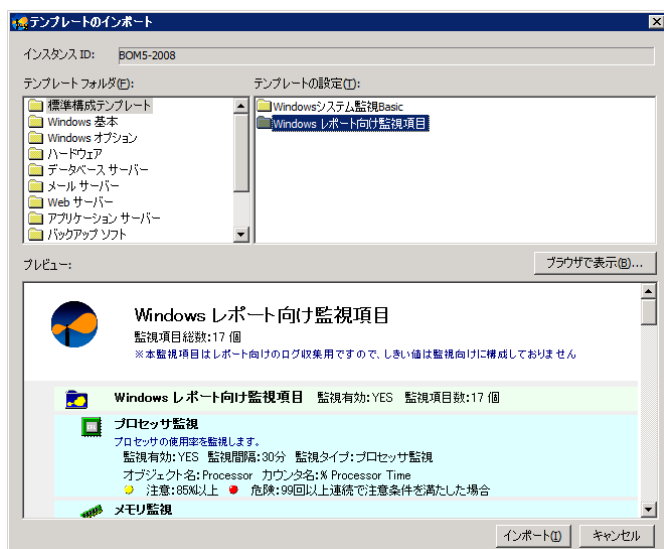 テンプレートのインポート
インスタンス ID: BOM5-2008
テンプレート フォルダ(F): テンプレートの設定(T):
標準構成テンプレート
Windows 基本
Windows オプション
ハードウェア
データベース サーバー
メール サーバー
Web サーバー
アプリケーション サーバー
バックアップ ソフト
Windowsシステム監視Basic
Windows レポート向け監視項目
プレビュー: ブラウザで表示(B)...
Windows レポート向け監視項目
監視項目総数:17 個
※本監視項目はレポート向けのログ収集用ですので、しきい値は監視向けに構成しておりません
Windows レポート向け監視項目 監視有効:YES 監視項目数:17 個
プロセッサ監視
プロセッサの使用率を監視します。
監視有効:YES 監視間隔:30分 監視タイプ:プロセッサ監視
オブジェクト名:Processor カウンタ名:% Processor Time
注意:85%以上 危険:99回以上連続で注意条件を満たした場合
メモリ監視
インポート(I) キャンセル